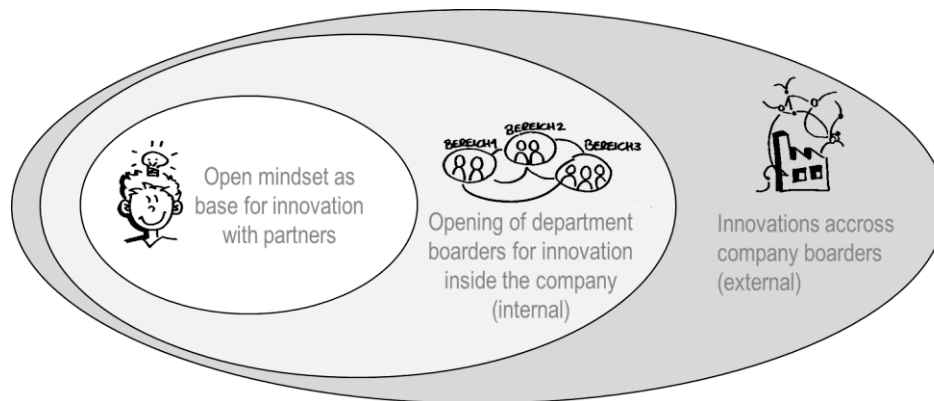 Open mindset as
base for innovation
with partners
BEREICH1
BEREICH2
BEREICH3
Opening of department
boarders for innovation
inside the company
(internal)
Innovations accross
company boarders
(external)